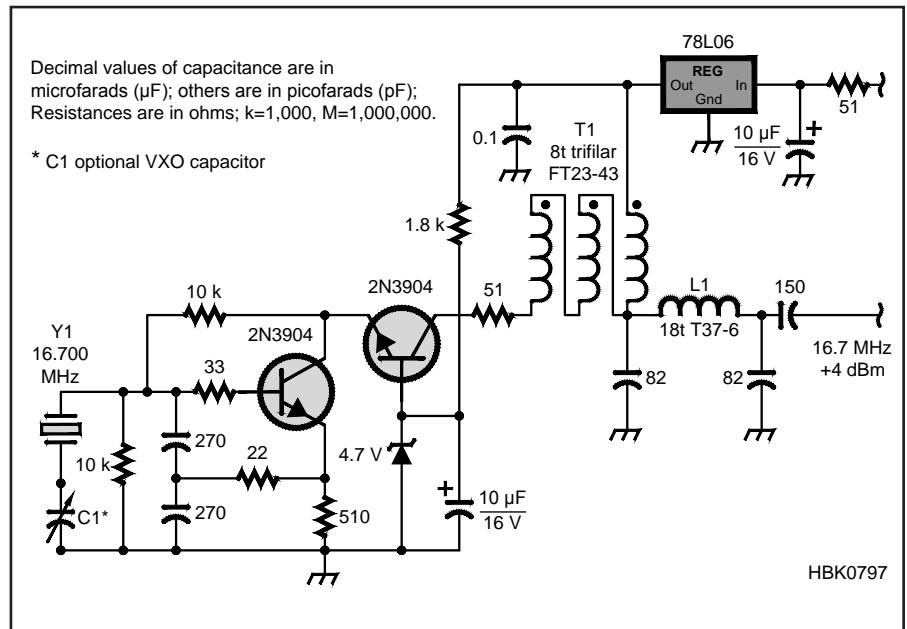 Decimal values of capacitance are in
microfarads (µF); others are in picofarads (pF);
Resistances are in ohms; k=1,000, M=1,000,000.
* C1 optional VXO capacitor
78L06
REG
Out
In
Gnd
51
0.1
T1
8t trifilar
FT23-43
10 µF
16 V
+
1.8 k
10 k
2N3904
51
L1
18t T37-6
150
Y1
16.700
MHz
2N3904
33
16.7 MHz
+4 dBm
82
82
270
10 k
22
4.7 V
+
10 µF
16 V
C1*
270
510
HBK0797